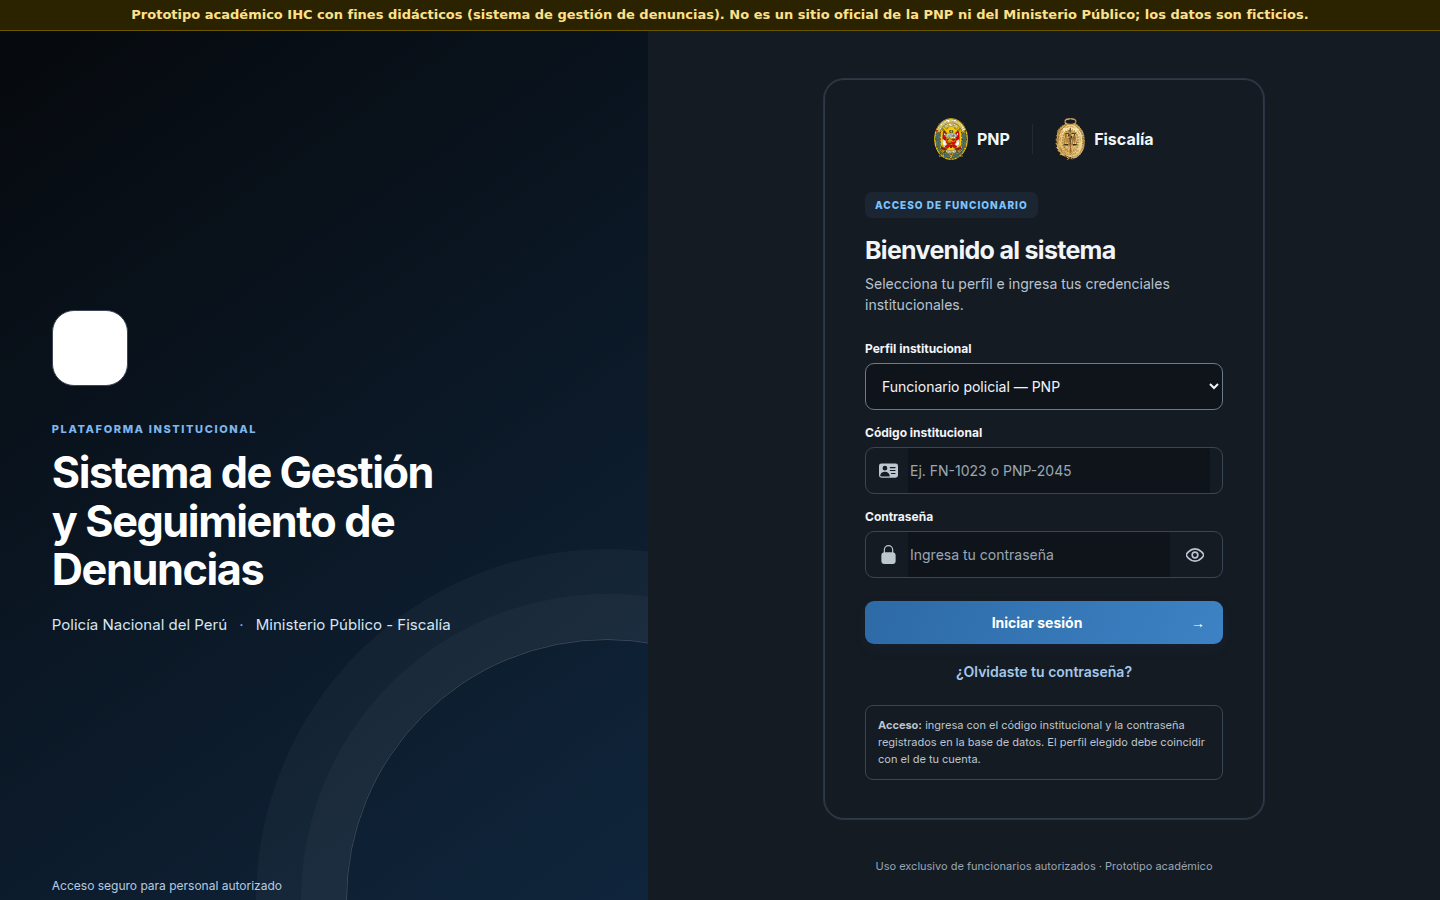 Prototipo académico IHC con fines didácticos (sistema de gestión de denuncias). No es un sitio oficial de la PNP ni del Ministerio Público; los datos son ficticios.
PLATAFORMA INSTITUCIONAL
Sistema de Gestión
y Seguimiento de
Denuncias
Policía Nacional del Perú · Ministerio Público - Fiscalía
Acceso seguro para personal autorizado
PNP
Fiscalía
ACCESO DE FUNCIONARIO
Bienvenido al sistema
Selecciona tu perfil e ingresa tus credenciales
institucionales.
Perfil institucional
Funcionario policial — PNP
Código institucional
Ej. FN-1023 o PNP-2045
Contraseña
Ingresa tu contraseña
Iniciar sesión →
¿Olvidaste tu contraseña?
Acceso: ingresa con el código institucional y la contraseña
registrados en la base de datos. El perfil elegido debe coincidir
con el de tu cuenta.
Uso exclusivo de funcionarios autorizados · Prototipo académico